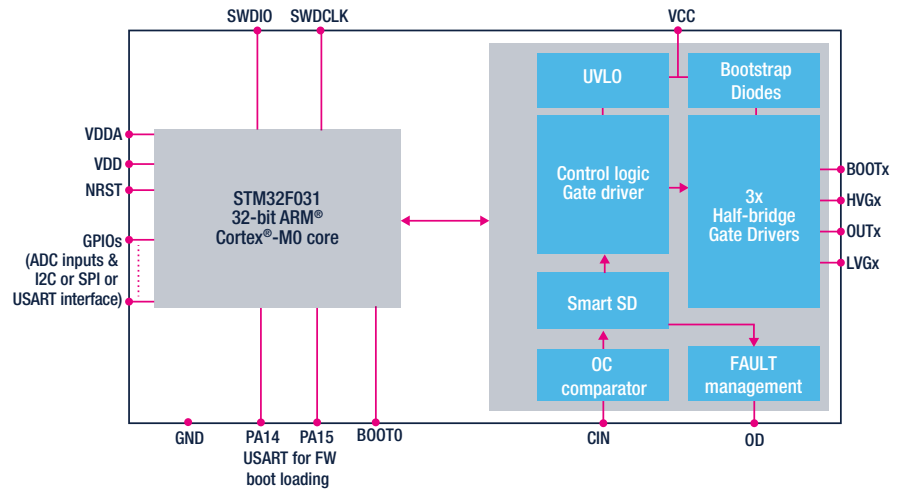 SWDIO
SWDCLK
VCC
UVLO
Bootstrap
Diodes
VDDA
VDD
NRST
GPIOs
(ADC inputs &
I2C or SPI or
USART interface)
STM32F031
32-bit ARM®
Cortex®-M0 core
Control logic
Gate driver
3x
Half-bridge
Gate Drivers
BOOTx
HVGx
OUTx
LVGx
Smart SD
OC
comparator
FAULT
management
GND
PA14
PA15
USART for FW
boot loading
BOOT0
CIN
OD